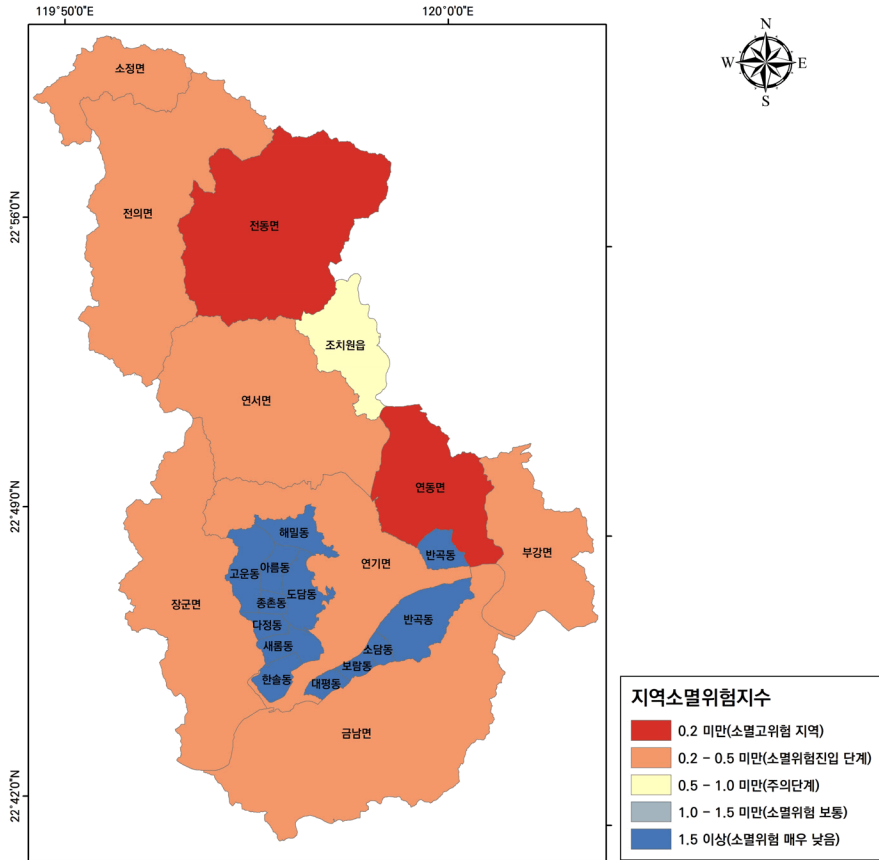 119°50'0"E
120°0'0"E
N
W
E
S
22°56'0"N
22°49'0"N
22°42'0"N
소정면
전의면
전동면
조치원읍
연서면
연동면
해밀동
반곡동
부강면
연기면
아름동
고운동
도담동
종촌동
장군면
반곡동
다정동
새롬동
소담동
보람동
한솔동
대평동
금남면
지역소멸위험지수
0.2 미만(소멸고위험 지역)
0.2 - 0.5 미만(소멸위험진입 단계)
0.5 - 1.0 미만(주의단계)
1.0 - 1.5 미만(소멸위험 보통)
1.5 이상(소멸위험 매우 낮음)